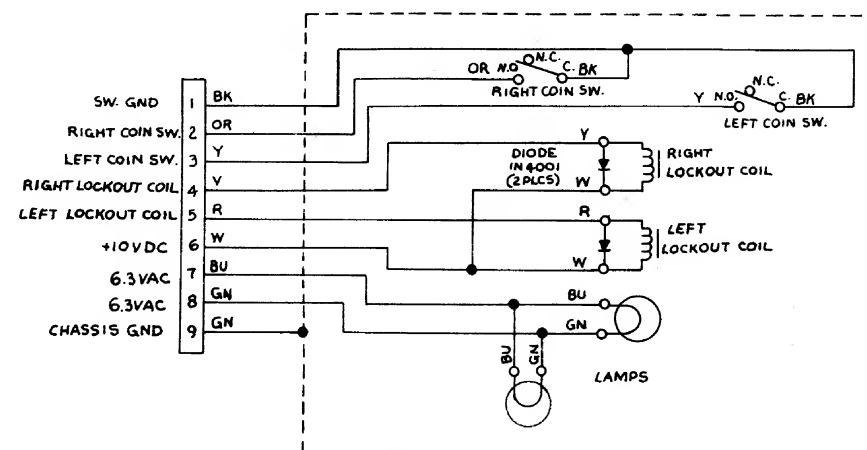 SW. GND 1 BK
RIGHT COIN SW. 2 OR
LEFT COIN SW. 3 Y
RIGHT LOCKOUT COIL 4 V
LEFT LOCKOUT COIL 5 R
+10VDC 6 W
6.3VAC 7 BU
6.3VAC 8 GN
CHASSIS GND 9 GN
N.C.
OR N.O. C. BK
RIGHT COIN SW.
N.C.
Y N.O. C. BK
LEFT COIN SW.
Y
DIODE
IN4001
(2PLCS)
W
RIGHT
LOCKOUT COIL
R
W
LEFT
LOCKOUT COIL
BU
GN
BU
GN
LAMPS